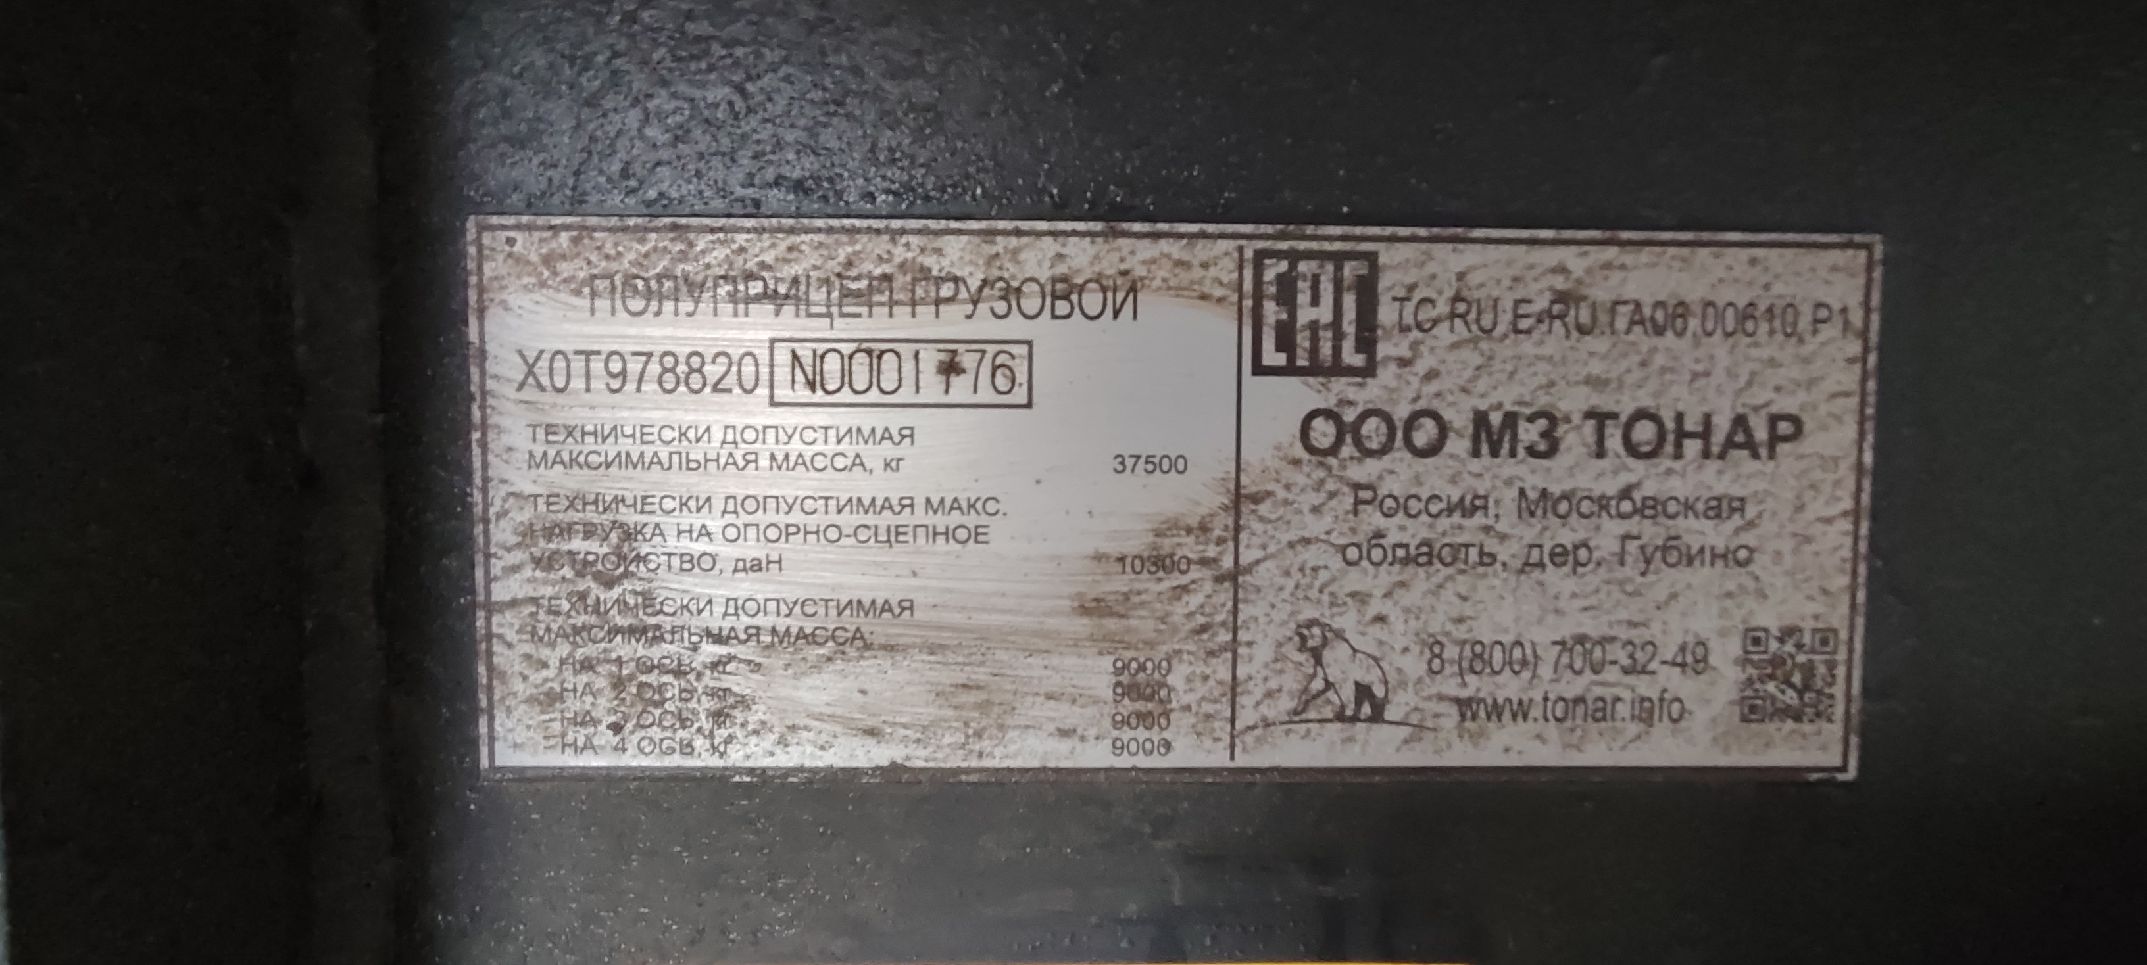 ПОЛУПРИЦЕП ГРУЗОВОЙ
X0T978820 N0001776
ТЕХНИЧЕСКИ ДОПУСТИМАЯ
МАКСИМАЛЬНАЯ МАССА, кг 37500
ТЕХНИЧЕСКИ ДОПУСТИМАЯ МАКС.
НАГРУЗКА НА ОПОРНО-СЦЕПНОЕ
УСТРОЙСТВО, даН 10300
ТЕХНИЧЕСКИ ДОПУСТИМАЯ
МАКСИМАЛЬНАЯ МАССА:
НА 1 ОСЬ, кг 9000
НА 2 ОСЬ, кг 9000
НА 3 ОСЬ, кг 9000
НА 4 ОСЬ, кг 9000
EAC ТС RU E-RU.ГА06.00610.P1
ООО МЗ ТОНАР
Россия, Московская
область, дер. Губино
8 (800) 700-32-49
www.tonar.info